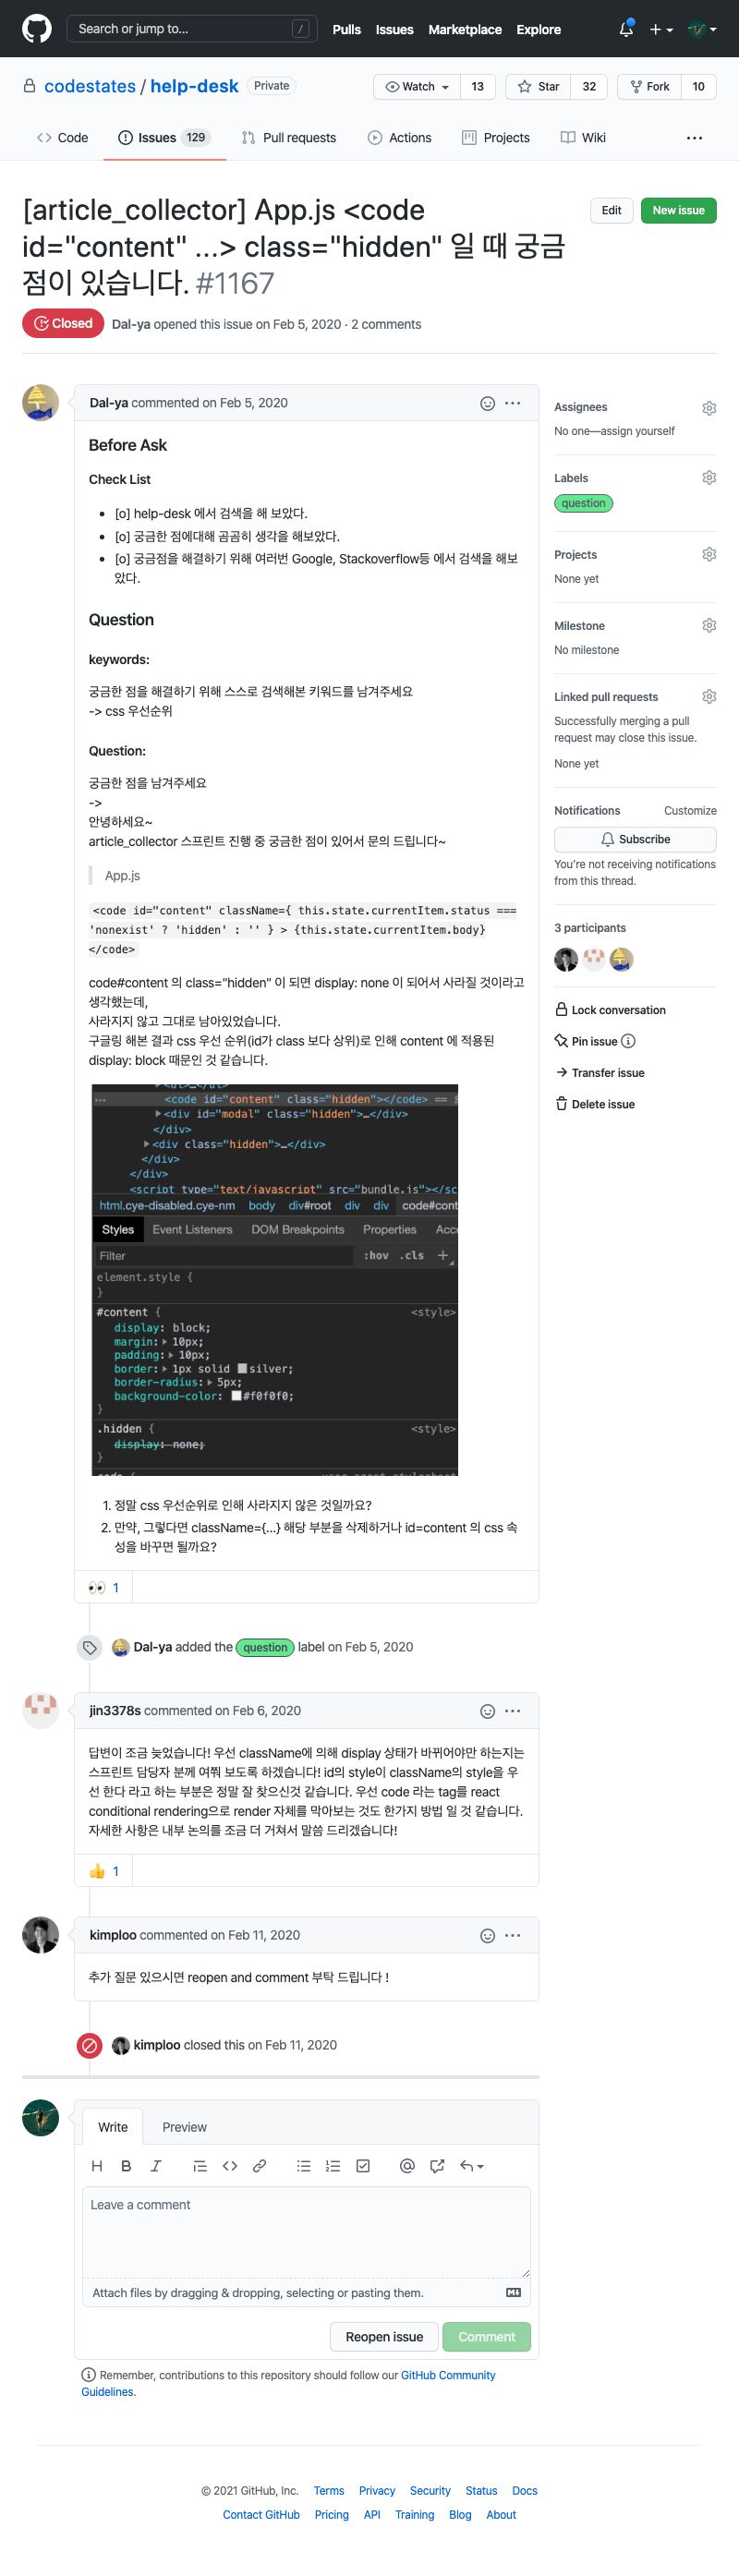 Search or jump to...
/
Pulls
Issues
Marketplace
Explore
codestates / help-desk
Private
Watch
13
Star
32
Fork
10
Code
Issues 129
Pull requests
Actions
Projects
Wiki
[article_collector] App.js <code
id="content" ...> class="hidden" 일 때 궁금
점이 있습니다. #1167
Edit
New issue
Closed
Dal-ya opened this issue on Feb 5, 2020 · 2 comments
Dal-ya commented on Feb 5, 2020
Before Ask
Check List
[o] help-desk 에서 검색을 해 보았다.
[o] 궁금한 점에대해 곰곰히 생각을 해보았다.
[o] 궁금점을 해결하기 위해 여러번 Google, Stackoverflow등 에서 검색을 해보
았다.
Question
keywords:
궁금한 점을 해결하기 위해 스스로 검색해본 키워드를 남겨주세요
-> css 우선순위
Question:
궁금한 점을 남겨주세요
->
안녕하세요~
article_collector 스프린트 진행 중 궁금한 점이 있어서 문의 드립니다~
App.js
<code id="content" className={ this.state.currentItem.status ===
'nonexist' ? 'hidden' : '' } > {this.state.currentItem.body}
</code>
code#content 의 class="hidden" 이 되면 display: none 이 되어서 사라질 것이라고
생각했는데,
사라지지 않고 그대로 남아있었습니다.
구글링 해본 결과 css 우선 순위(id가 class 보다 상위)로 인해 content 에 적용된
display: block 때문인 것 같습니다.
<code id="content" class="hidden"></code>
<div id="modal" class="hidden">…</div>
</div>
<div class="hidden">…</div>
</div>
</div>
<script type="text/javascript" src="bundle.js"></sc
html.cye-disabled.cye-nm
body
div#root
div
div
code#cont
Styles
Event Listeners
DOM Breakpoints
Properties
Acc
Filter
:hov
.cls
+
element.style {
}
#content {
<style>
display: block;
margin: 10px;
padding: 10px;
border: 1px solid silver;
border-radius: 5px;
background-color: #f0f0f0;
}
.hidden {
<style>
display: none;
}
1. 정말 css 우선순위로 인해 사라지지 않은 것일까요?
2. 만약, 그렇다면 className={...} 해당 부분을 삭제하거나 id=content 의 css 속
성을 바꾸면 될까요?
👀 1
Dal-ya added the question label on Feb 5, 2020
jin3378s commented on Feb 6, 2020
답변이 조금 늦었습니다! 우선 className에 의해 display 상태가 바뀌어야만 하는지는
스프린트 담당자 분께 여쭤 보도록 하겠습니다! id의 style이 className의 style을 우
선 한다 라고 하는 부분은 정말 잘 찾으신것 같습니다. 우선 code 라는 tag를 react
conditional rendering으로 render 자체를 막아보는 것도 한가지 방법 일 것 같습니다.
자세한 사항은 내부 논의를 조금 더 거쳐서 말씀 드리겠습니다!
👍 1
kimploo commented on Feb 11, 2020
추가 질문 있으시면 reopen and comment 부탁 드립니다 !
kimploo closed this on Feb 11, 2020
Write
Preview
Leave a comment
Attach files by dragging & dropping, selecting or pasting them.
Reopen issue
Comment
Remember, contributions to this repository should follow our GitHub Community
Guidelines.
Assignees
No one—assign yourself
Labels
question
Projects
None yet
Milestone
No milestone
Linked pull requests
Successfully merging a pull
request may close this issue.
None yet
Notifications
Customize
Subscribe
You're not receiving notifications
from this thread.
3 participants
Lock conversation
Pin issue
Transfer issue
Delete issue
© 2021 GitHub, Inc.
Terms
Privacy
Security
Status
Docs
Contact GitHub
Pricing
API
Training
Blog
About